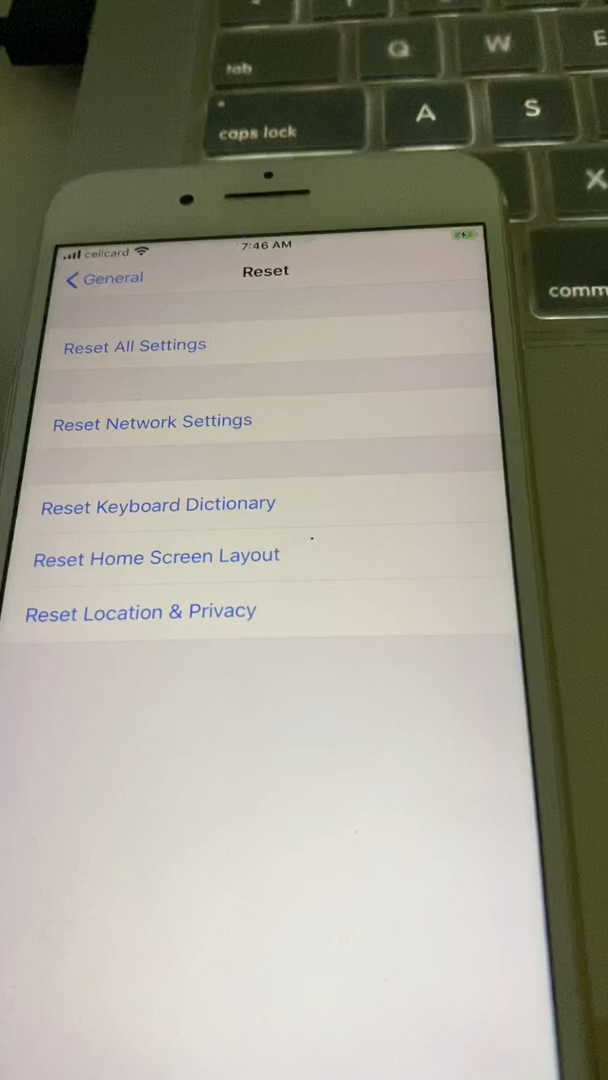 Q
W
E
tab
A
S
caps lock
X
comm
cellcard
7:46 AM
General
Reset
Reset All Settings
Reset Network Settings
Reset Keyboard Dictionary
Reset Home Screen Layout
Reset Location & Privacy